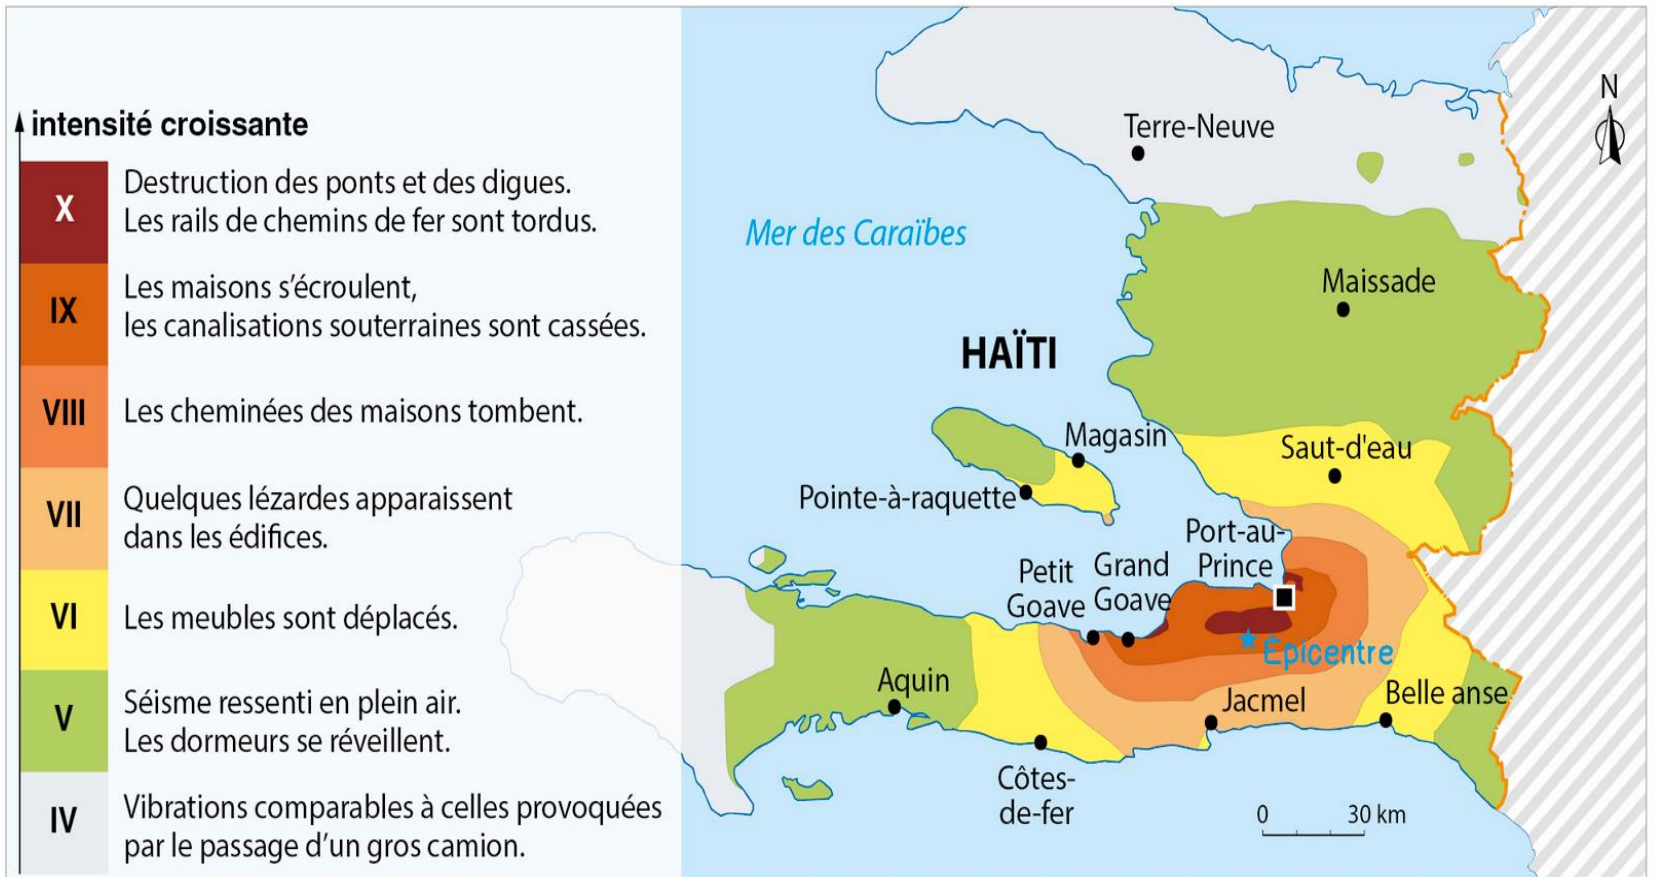 intensité croissante
X
Destruction des ponts et des digues.
Les rails de chemins de fer sont tordus.
IX
Les maisons s'écroulent,
les canalisations souterraines sont cassées.
VIII
Les cheminées des maisons tombent.
VII
Quelques lézardes apparaissent
dans les édifices.
VI
Les meubles sont déplacés.
V
Séisme ressenti en plein air.
Les dormeurs se réveillent.
IV
Vibrations comparables à celles provoquées
par le passage d'un gros camion.
N
Terre-Neuve
Mer des Caraïbes
Maissade
HAÏTI
Magasin
Saut-d'eau
Pointe-à-raquette
Port-au-
Prince
Petit
Goave
Grand
Goave
Épicentre
Aquin
Jacmel
Belle anse
Côtes-
de-fer
0 30 km